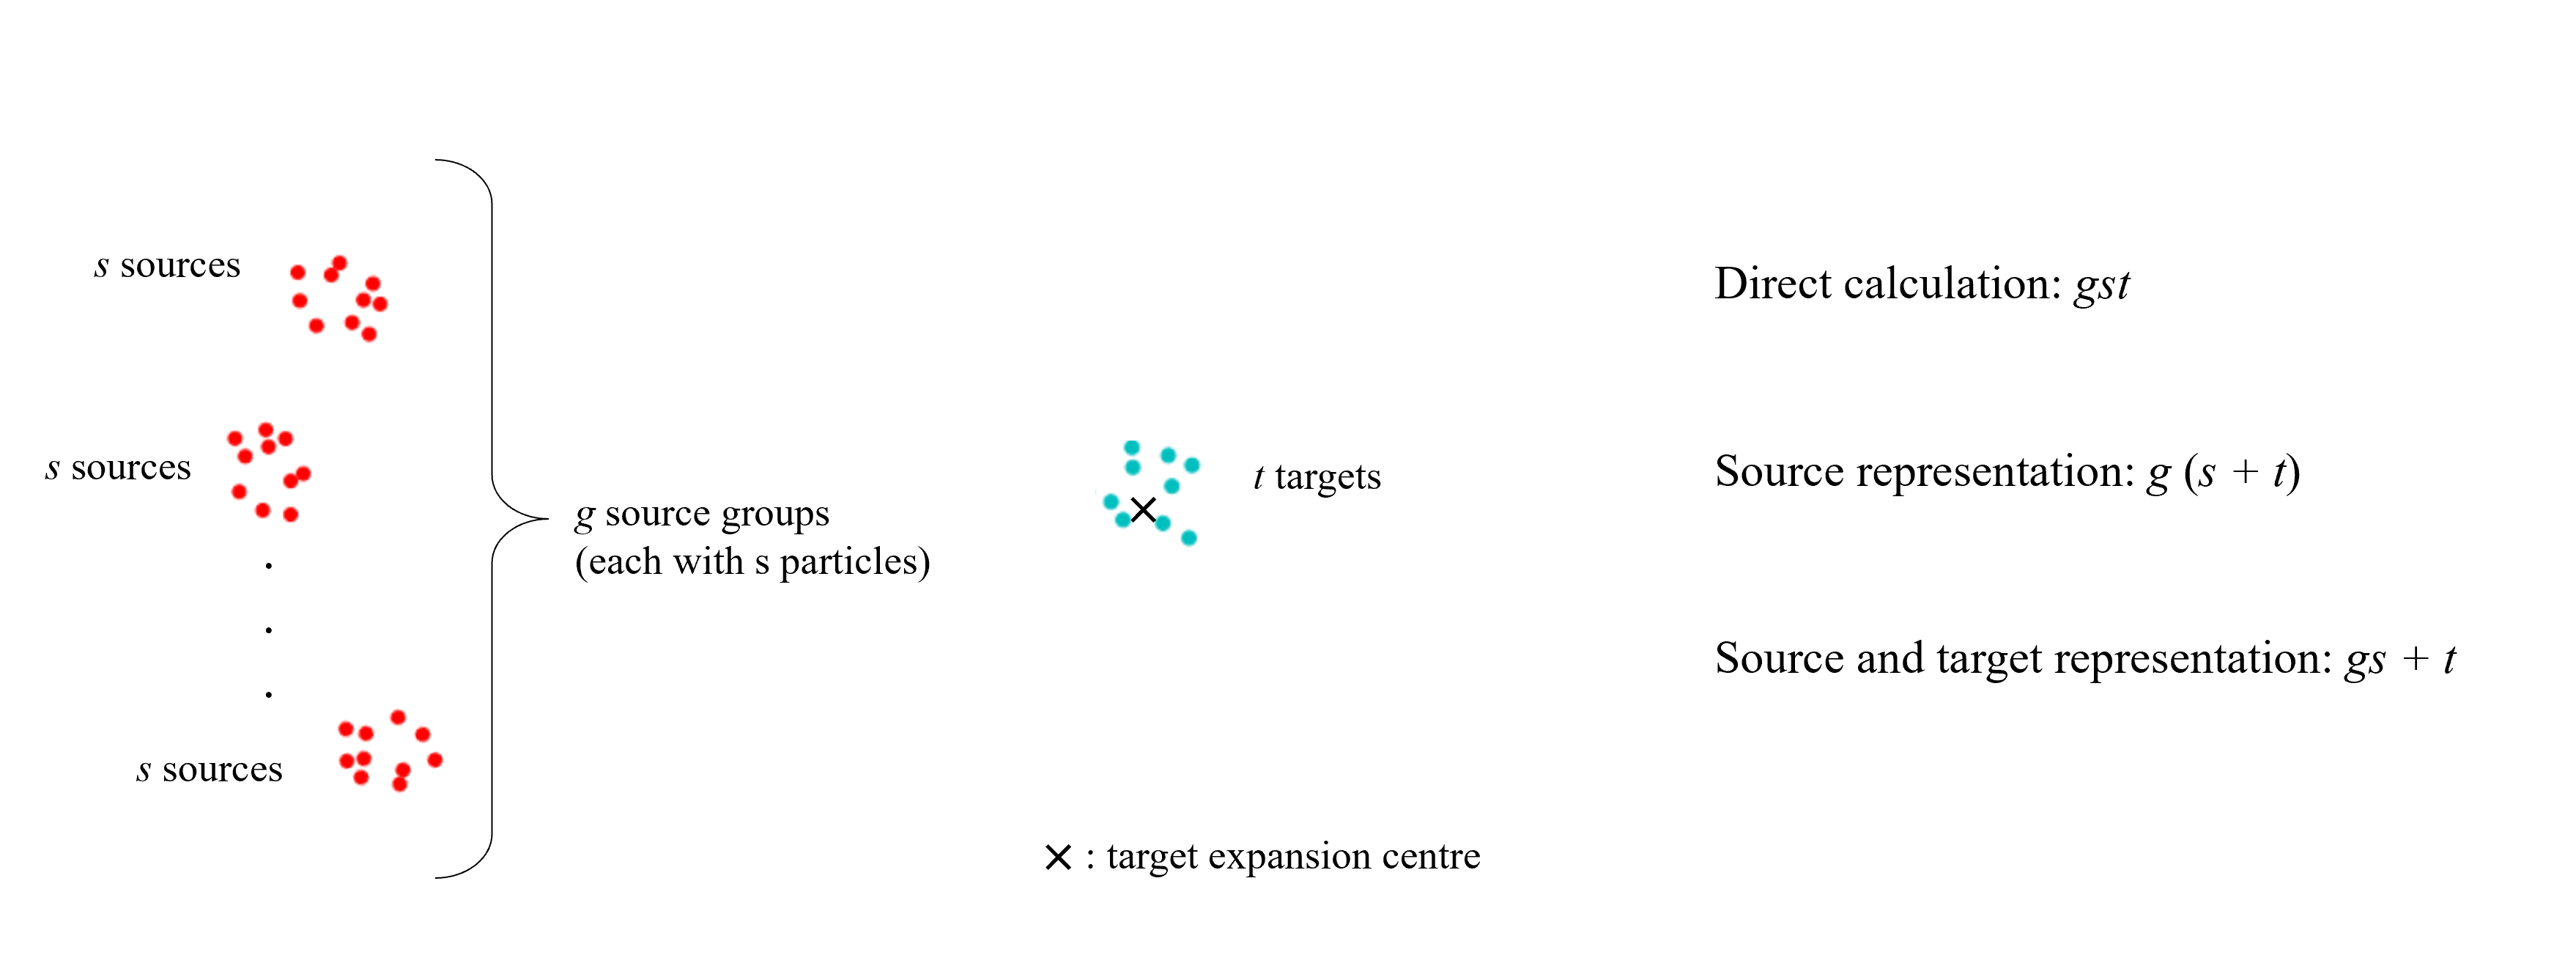 s sources
s sources
s sources
g source groups
(each with s particles)
t targets
: target expansion centre
Direct calculation: gst
Source representation: g (s + t)
Source and target representation: gs + t